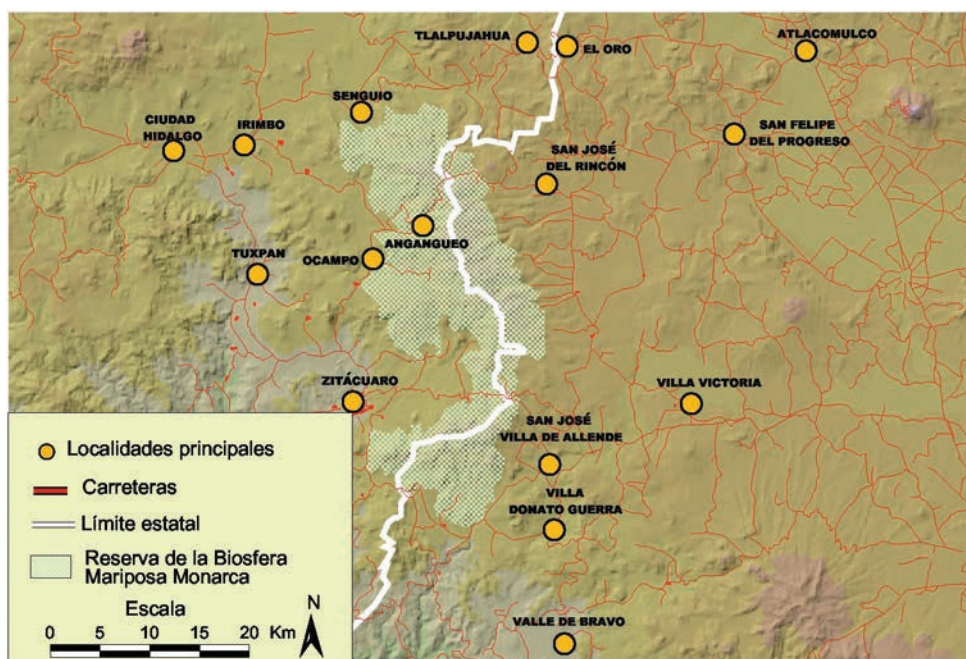 TLALPUJAHUA
EL ORO
ATLACOMULCO
SENGUIO
CIUDAD
HIDALGO
IRIMBO
SAN JOSÉ
DEL RINCÓN
SAN FELIPE
DEL PROGRESO
ANGANGUEO
OCAMPO
TUXPAN
ZITÁCUARO
VILLA VICTORIA
SAN JOSÉ
VILLA DE ALLENDE
VILLA
DONATO GUERRA
VALLE DE BRAVO
Localidades principales
Carreteras
Límite estatal
Reserva de la Biosfera
Mariposa Monarca
Escala
N
0 5 10 15 20 Km